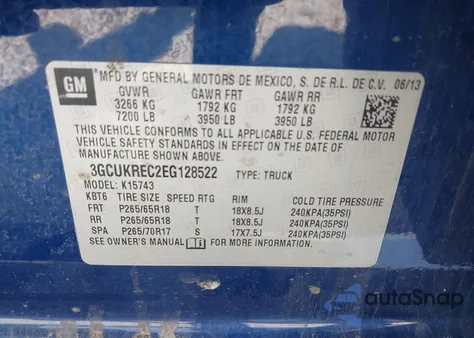 GM
MFD BY GENERAL MOTORS DE MEXICO, S. DE R.L. DE C.V. 06/13
GVWR GAWR FRT GAWR RR
3266 KG 1792 KG 1792 KG
7200 LB 3950 LB 3950 LB
THIS VEHICLE CONFORMS TO ALL APPLICABLE U.S. FEDERAL MOTOR
VEHICLE SAFETY STANDARDS IN EFFECT ON THE DATE OF
MANUFACTURE SHOWN ABOVE.
3GCUKREC2EG128522 TYPE: TRUCK
MODEL: K15743
KBT6 TIRE SIZE SPEED RTG RIM COLD TIRE PRESSURE
FRT P265/65R18 T 18X8.5J 240KPA(35PSI)
RR P265/65R18 T 18X8.5J 240KPA(35PSI)
SPA P265/70R17 S 17X7.5J 240KPA(35PSI)
SEE OWNER'S MANUAL FOR MORE INFORMATION.
autoSnap